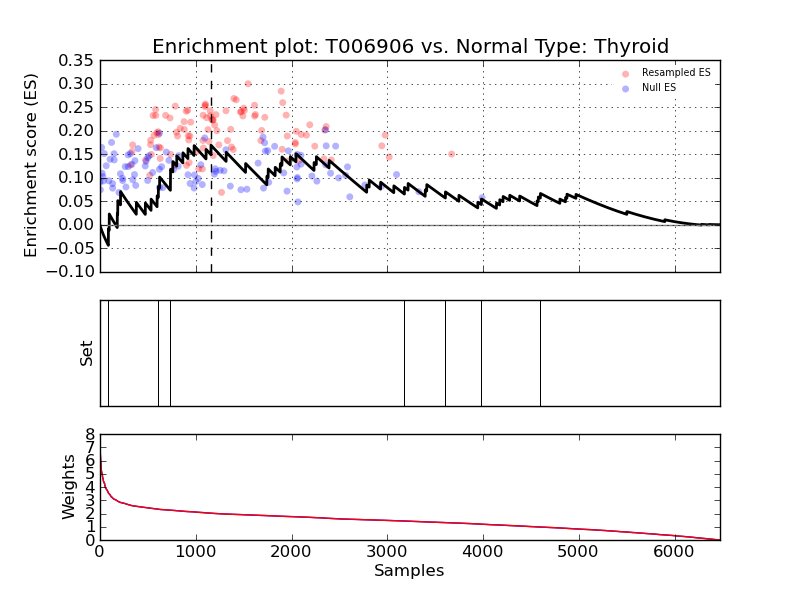 Enrichment plot: T006906 vs. Normal Type: Thyroid
0.35
0.30
0.25
0.20
0.15
0.10
0.05
0.00
−0.05
−0.10
Enrichment score (ES)
Resampled ES
Null ES
Set
8
7
6
5
4
3
2
1
0
Weights
0 1000 2000 3000 4000 5000 6000
Samples